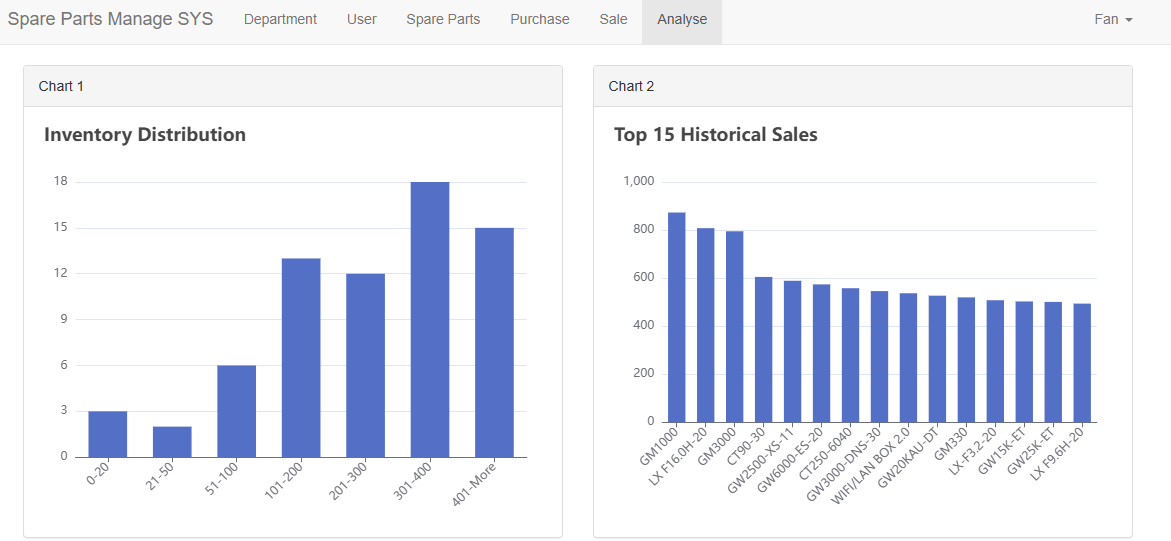 Spare Parts Manage SYS Department User Spare Parts Purchase Sale Analyse Fan
Chart 1
Inventory Distribution
18
15
12
9
6
3
0
0-20 21-50 51-100 101-200 201-300 301-400 401-More
Chart 2
Top 15 Historical Sales
1,000
800
600
400
200
0
GM1000 LX F16.0H-20 GM3000 CT90-30 GW2500-XS-11 GW6000-ES-20 CT250-6040 GW3000-DNS-30 WIFI/LAN BOX 2.0 GW20KAU-DT GM330 LX-F3.2-20 GW15K-ET GW25K-ET LX F9.6H-20